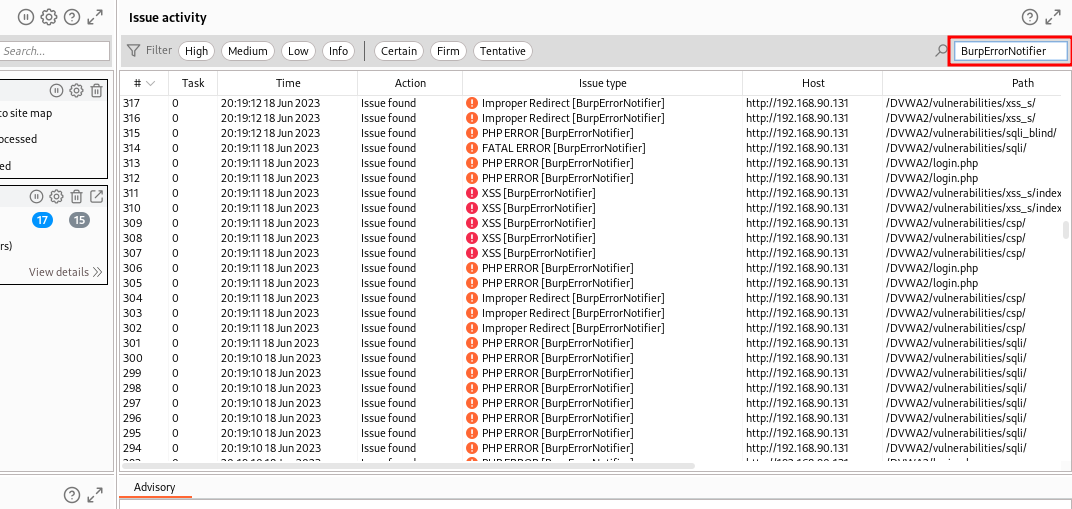 Issue activity
Search...
Filter High Medium Low Info Certain Firm Tentative BurpErrorNotifier
to site map
ocessed
ed
17 15
rs)
View details
# Task Time Action Issue type Host Path
317 0 20:19:12 18 Jun 2023 Issue found Improper Redirect [BurpErrorNotifier] http://192.168.90.131 /DVWA2/vulnerabilities/xss_s/
316 0 20:19:12 18 Jun 2023 Issue found Improper Redirect [BurpErrorNotifier] http://192.168.90.131 /DVWA2/vulnerabilities/xss_s/
315 0 20:19:12 18 Jun 2023 Issue found PHP ERROR [BurpErrorNotifier] http://192.168.90.131 /DVWA2/vulnerabilities/sqli_blind/
314 0 20:19:11 18 Jun 2023 Issue found FATAL ERROR [BurpErrorNotifier] http://192.168.90.131 /DVWA2/vulnerabilities/sqli/
313 0 20:19:11 18 Jun 2023 Issue found PHP ERROR [BurpErrorNotifier] http://192.168.90.131 /DVWA2/login.php
312 0 20:19:11 18 Jun 2023 Issue found PHP ERROR [BurpErrorNotifier] http://192.168.90.131 /DVWA2/login.php
311 0 20:19:11 18 Jun 2023 Issue found XSS [BurpErrorNotifier] http://192.168.90.131 /DVWA2/vulnerabilities/xss_s/index
310 0 20:19:11 18 Jun 2023 Issue found XSS [BurpErrorNotifier] http://192.168.90.131 /DVWA2/vulnerabilities/xss_s/index
309 0 20:19:11 18 Jun 2023 Issue found XSS [BurpErrorNotifier] http://192.168.90.131 /DVWA2/vulnerabilities/csp/
308 0 20:19:11 18 Jun 2023 Issue found XSS [BurpErrorNotifier] http://192.168.90.131 /DVWA2/vulnerabilities/csp/
307 0 20:19:11 18 Jun 2023 Issue found XSS [BurpErrorNotifier] http://192.168.90.131 /DVWA2/vulnerabilities/csp/
306 0 20:19:11 18 Jun 2023 Issue found PHP ERROR [BurpErrorNotifier] http://192.168.90.131 /DVWA2/login.php
305 0 20:19:11 18 Jun 2023 Issue found PHP ERROR [BurpErrorNotifier] http://192.168.90.131 /DVWA2/login.php
304 0 20:19:11 18 Jun 2023 Issue found Improper Redirect [BurpErrorNotifier] http://192.168.90.131 /DVWA2/vulnerabilities/csp/
303 0 20:19:11 18 Jun 2023 Issue found Improper Redirect [BurpErrorNotifier] http://192.168.90.131 /DVWA2/vulnerabilities/csp/
302 0 20:19:11 18 Jun 2023 Issue found Improper Redirect [BurpErrorNotifier] http://192.168.90.131 /DVWA2/vulnerabilities/csp/
301 0 20:19:11 18 Jun 2023 Issue found PHP ERROR [BurpErrorNotifier] http://192.168.90.131 /DVWA2/vulnerabilities/sqli/
300 0 20:19:10 18 Jun 2023 Issue found PHP ERROR [BurpErrorNotifier] http://192.168.90.131 /DVWA2/vulnerabilities/sqli/
299 0 20:19:10 18 Jun 2023 Issue found PHP ERROR [BurpErrorNotifier] http://192.168.90.131 /DVWA2/vulnerabilities/sqli/
298 0 20:19:10 18 Jun 2023 Issue found PHP ERROR [BurpErrorNotifier] http://192.168.90.131 /DVWA2/vulnerabilities/sqli/
297 0 20:19:10 18 Jun 2023 Issue found PHP ERROR [BurpErrorNotifier] http://192.168.90.131 /DVWA2/vulnerabilities/sqli/
296 0 20:19:10 18 Jun 2023 Issue found PHP ERROR [BurpErrorNotifier] http://192.168.90.131 /DVWA2/vulnerabilities/sqli/
295 0 20:19:10 18 Jun 2023 Issue found PHP ERROR [BurpErrorNotifier] http://192.168.90.131 /DVWA2/vulnerabilities/sqli/
294 0 20:19:10 18 Jun 2023 Issue found PHP ERROR [BurpErrorNotifier] http://192.168.90.131 /DVWA2/vulnerabilities/sqli/
Advisory